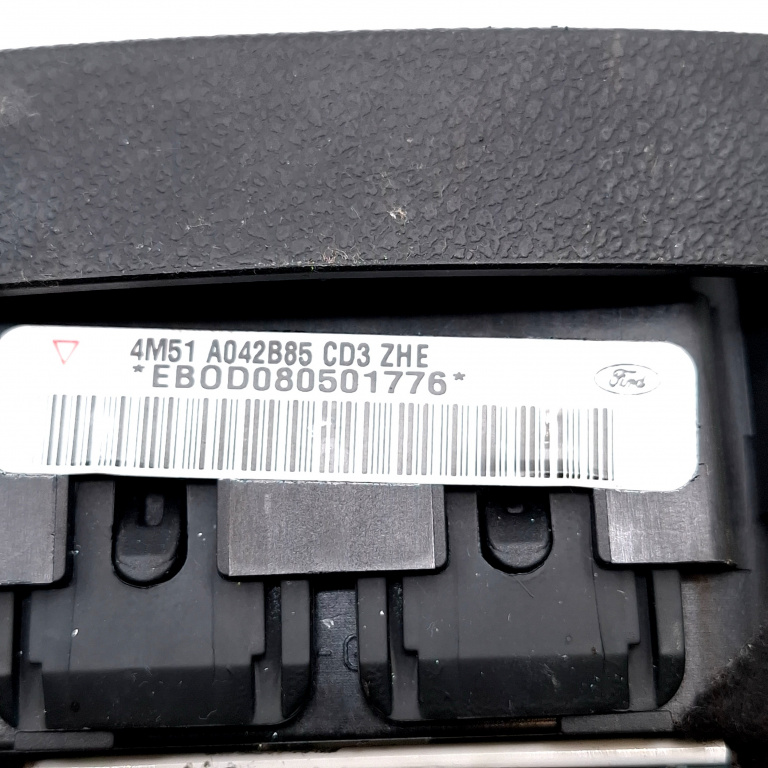 4M51 A042B85 CD3 ZHE
*EB0D080501776*
Ford